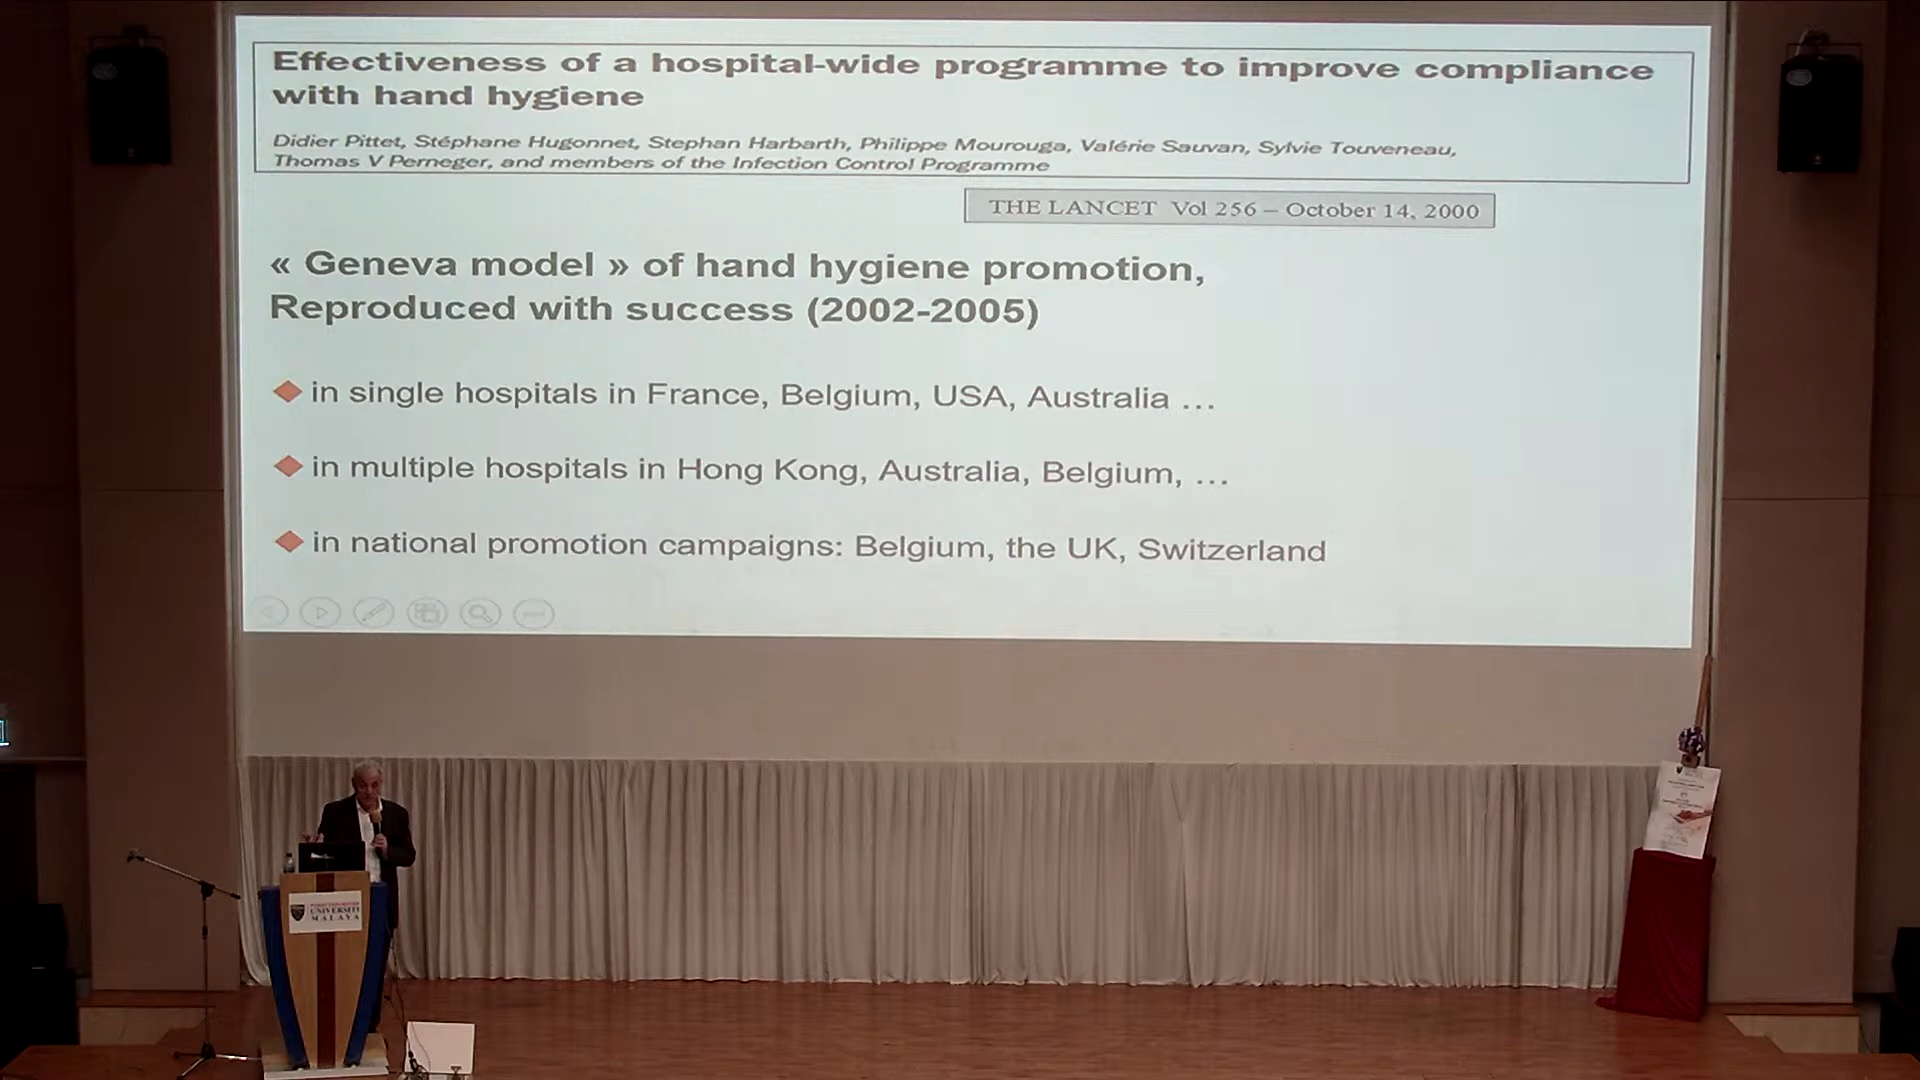 Effectiveness of a hospital-wide programme to improve compliance
with hand hygiene
Didier Pittet, Stéphane Hugonnet, Stephan Harbarth, Philippe Mourouga, Valérie Sauvan, Sylvie Touveneau,
Thomas V Perneger, and members of the Infection Control Programme
THE LANCET Vol 256 – October 14, 2000
« Geneva model » of hand hygiene promotion,
Reproduced with success (2002-2005)
in single hospitals in France, Belgium, USA, Australia …
in multiple hospitals in Hong Kong, Australia, Belgium, …
in national promotion campaigns: Belgium, the UK, Switzerland
UNIVERSITI
MALAYA